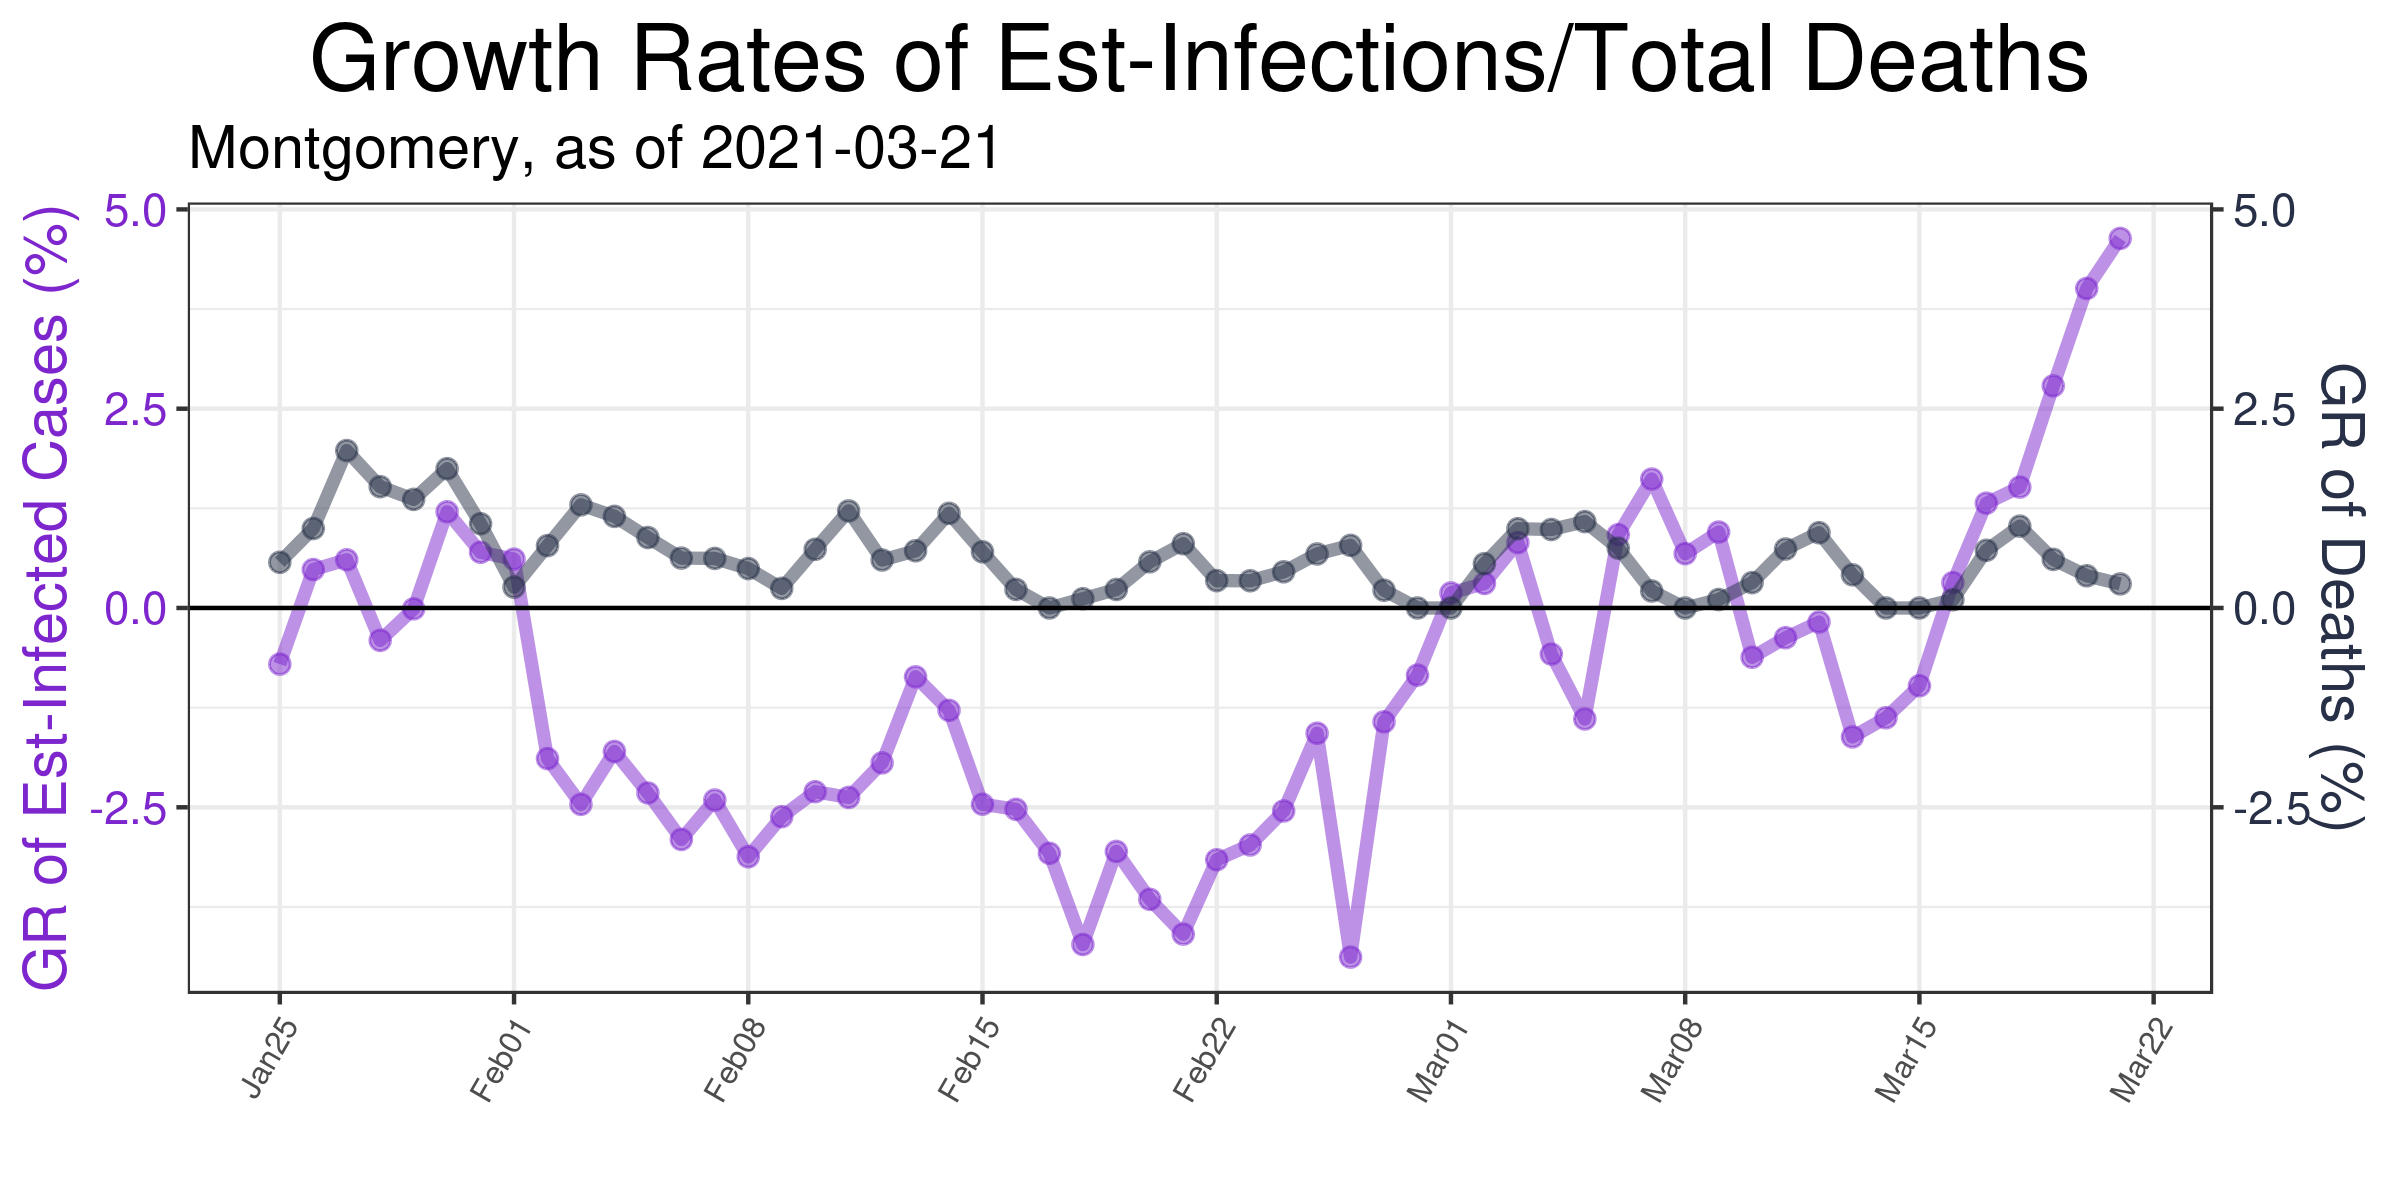 Growth Rates of Est-Infections/Total Deaths
Montgomery, as of 2021-03-21
GR of Est-Infected Cases (%)
5.0
2.5
0.0
-2.5
5.0
2.5
0.0
-2.5
GR of Deaths (%)
Jan25
Feb01
Feb08
Feb15
Feb22
Mar01
Mar08
Mar15
Mar22